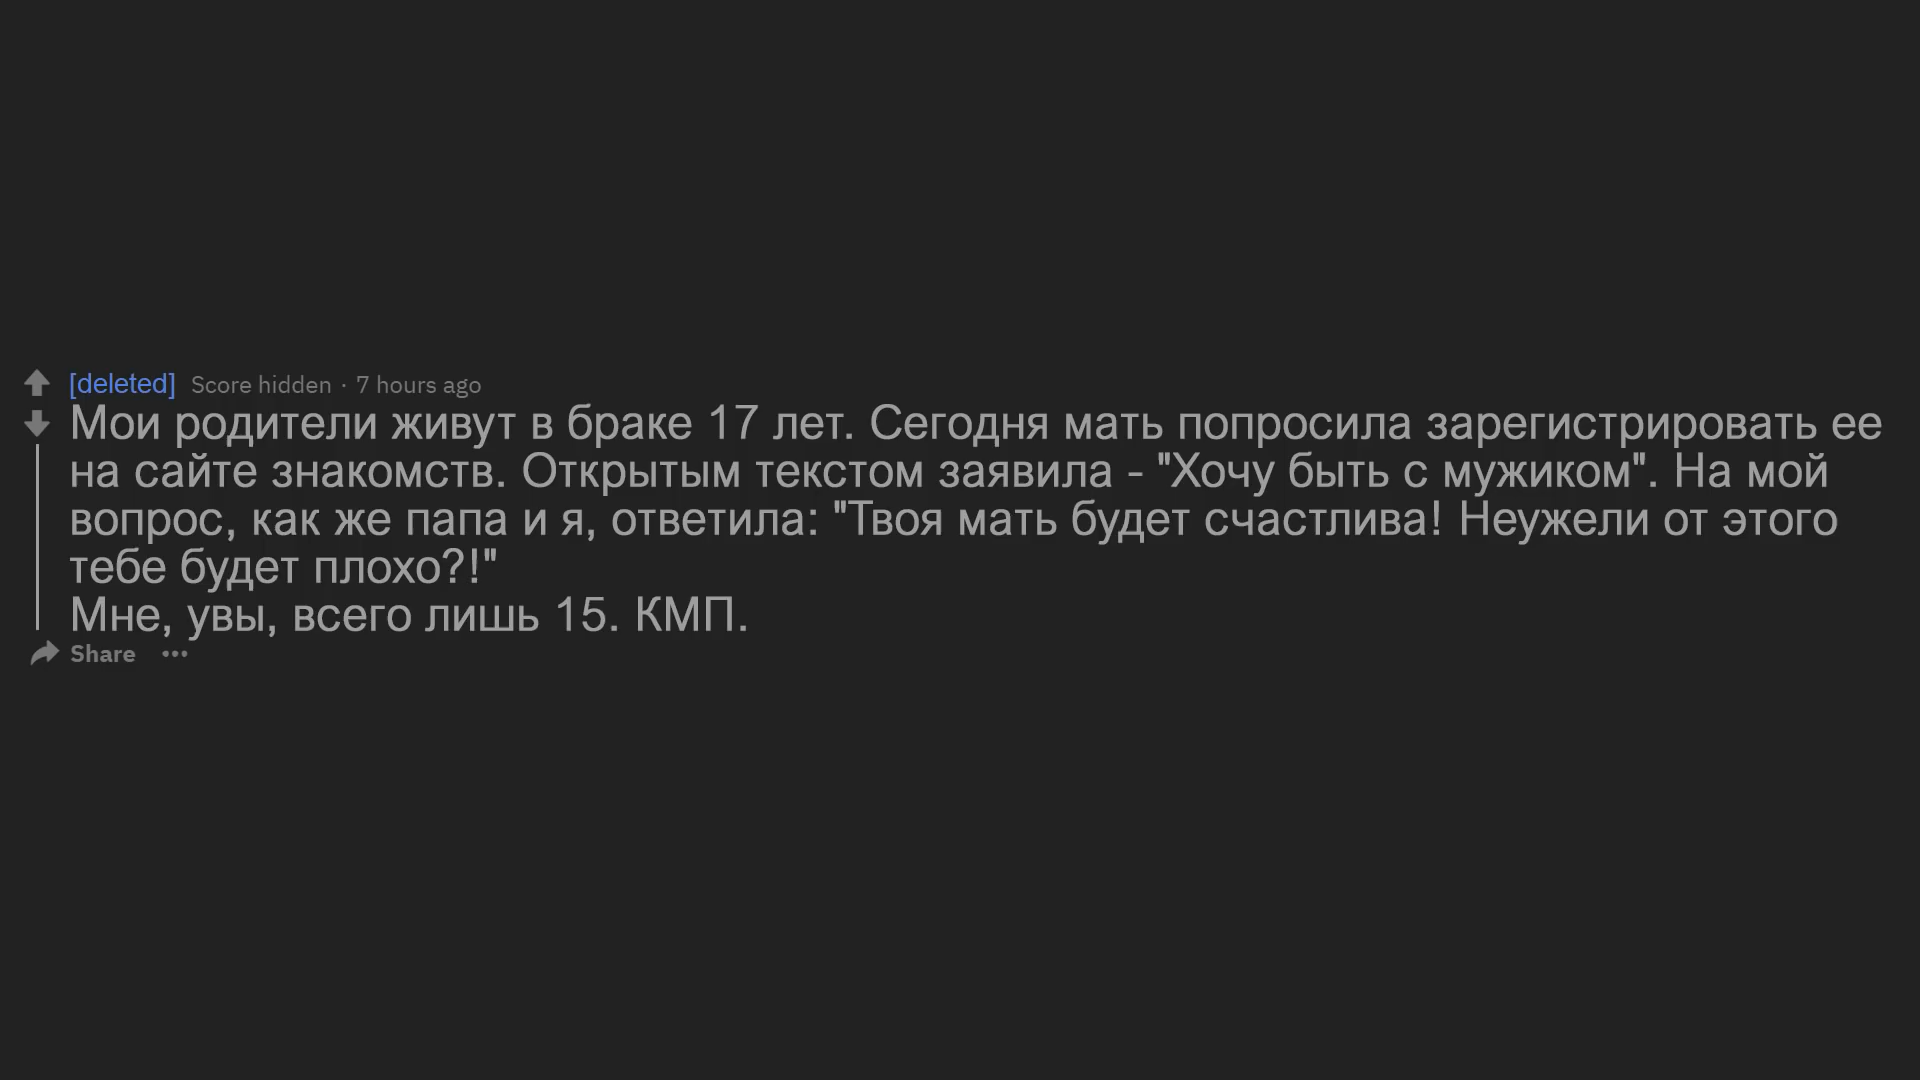 [deleted] Score hidden · 7 hours ago
Мои родители живут в браке 17 лет. Сегодня мать попросила зарегистрировать ее
на сайте знакомств. Открытым текстом заявила - "Хочу быть с мужиком". На мой
вопрос, как же папа и я, ответила: "Твоя мать будет счастлива! Неужели от этого
тебе будет плохо?!"
Мне, увы, всего лишь 15. КМП.
Share ···